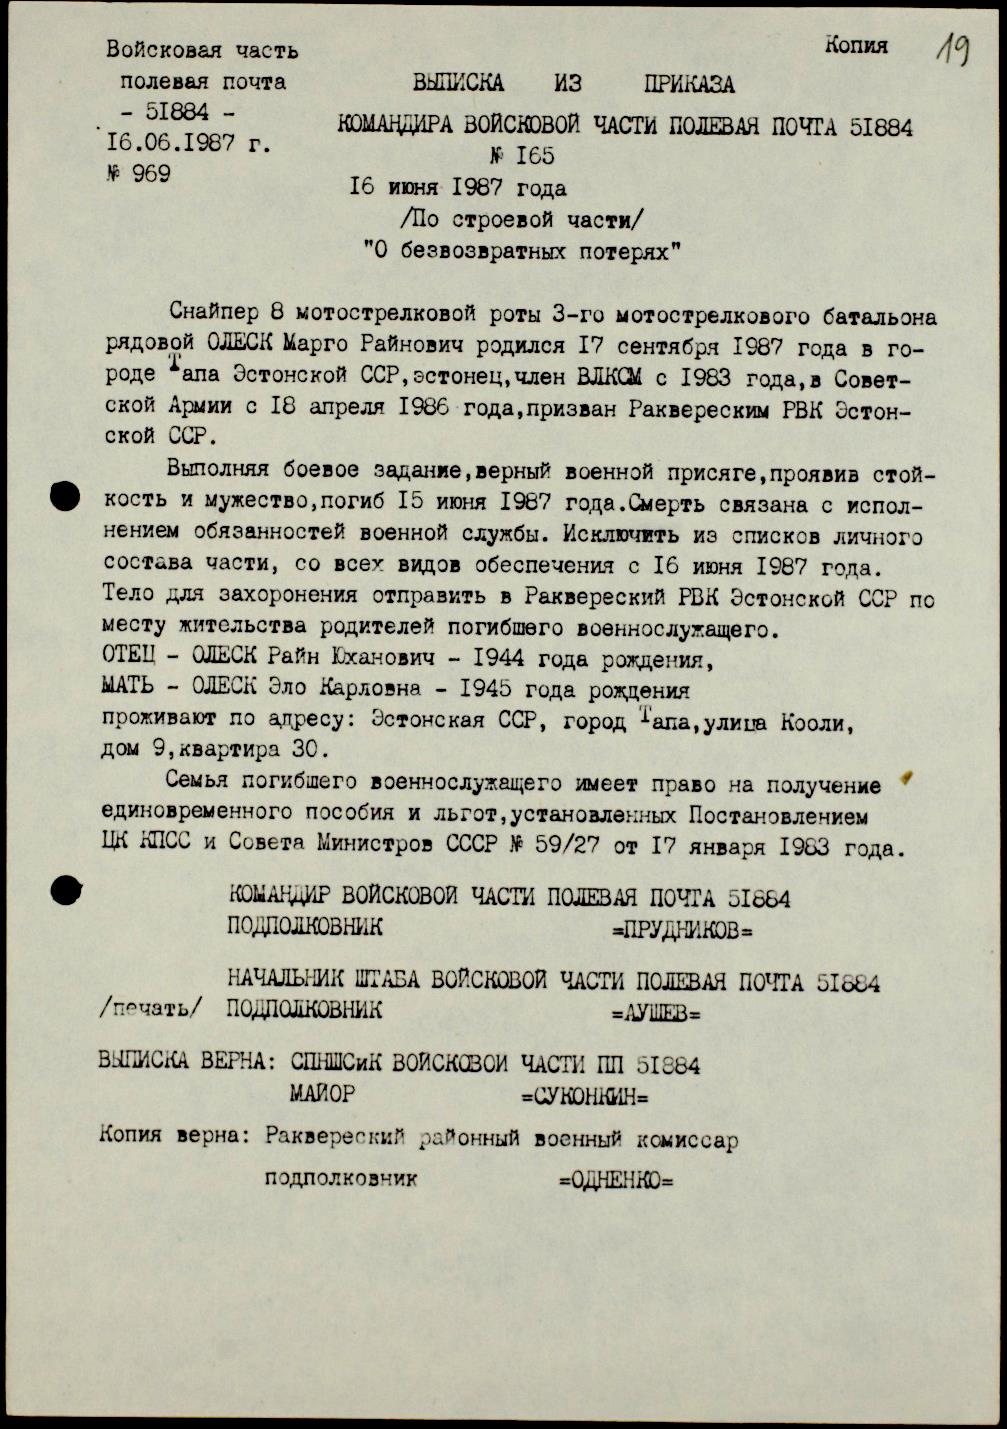 Копия 19
Войсковая часть
полевая почта
- 51884 -
16.06.1987 г.
№ 969
ВЫПИСКА ИЗ ПРИКАЗА
КОМАНДИРА ВОЙСКОВОЙ ЧАСТИ ПОЛЕВАЯ ПОЧТА 51884
№ 165
16 июня 1987 года
/По строевой части/
"О безвозвратных потерях"
Снайпер 8 мотострелковой роты 3-го мотострелкового батальона
рядовой ОЛЕСК Марго Райнович родился 17 сентября 1987 года в го-
роде Тапа Эстонской ССР,эстонец,член ВЛКСМ с 1983 года,в Совет-
ской Армии с 18 апреля 1986 года,призван Раквереским РВК Эстон-
ской ССР.
Выполняя боевое задание,верный военной присяге,проявив стой-
кость и мужество,погиб 15 июня 1987 года.Смерть связана с испол-
нением обязанностей военной службы. Исключить из списков личного
состава части, со всех видов обеспечения с 16 июня 1987 года.
Тело для захоронения отправить в Раквереский РВК Эстонской ССР по
месту жительства родителей погибшего военнослужащего.
ОТЕЦ - ОЛЕСК Райн Юханович - 1944 года рождения,
МАТЬ - ОЛЕСК Эло Карловна - 1945 года рождения
проживают по адресу: Эстонская ССР, город Тапа,улица Кооли,
дом 9,квартира 30.
Семья погибшего военнослужащего имеет право на получение
единовременного пособия и льгот,установленных Постановлением
ЦК КПСС и Совета Министров СССР № 59/27 от 17 января 1983 года.
КОМАНДИР ВОЙСКОВОЙ ЧАСТИ ПОЛЕВАЯ ПОЧТА 51884
ПОДПОЛКОВНИК =ПРУДНИКОВ=
НАЧАЛЬНИК ШТАБА ВОЙСКОВОЙ ЧАСТИ ПОЛЕВАЯ ПОЧТА 51884
/печать/ ПОДПОЛКОВНИК =АУШЕВ=
ВЫПИСКА ВЕРНА: СПНШСиК ВОЙСКОВОЙ ЧАСТИ ПП 51884
МАЙОР =СУКОНКИН=
Копия верна: Раквереский районный военный комиссар
подполковник =ОДНЕНКО=